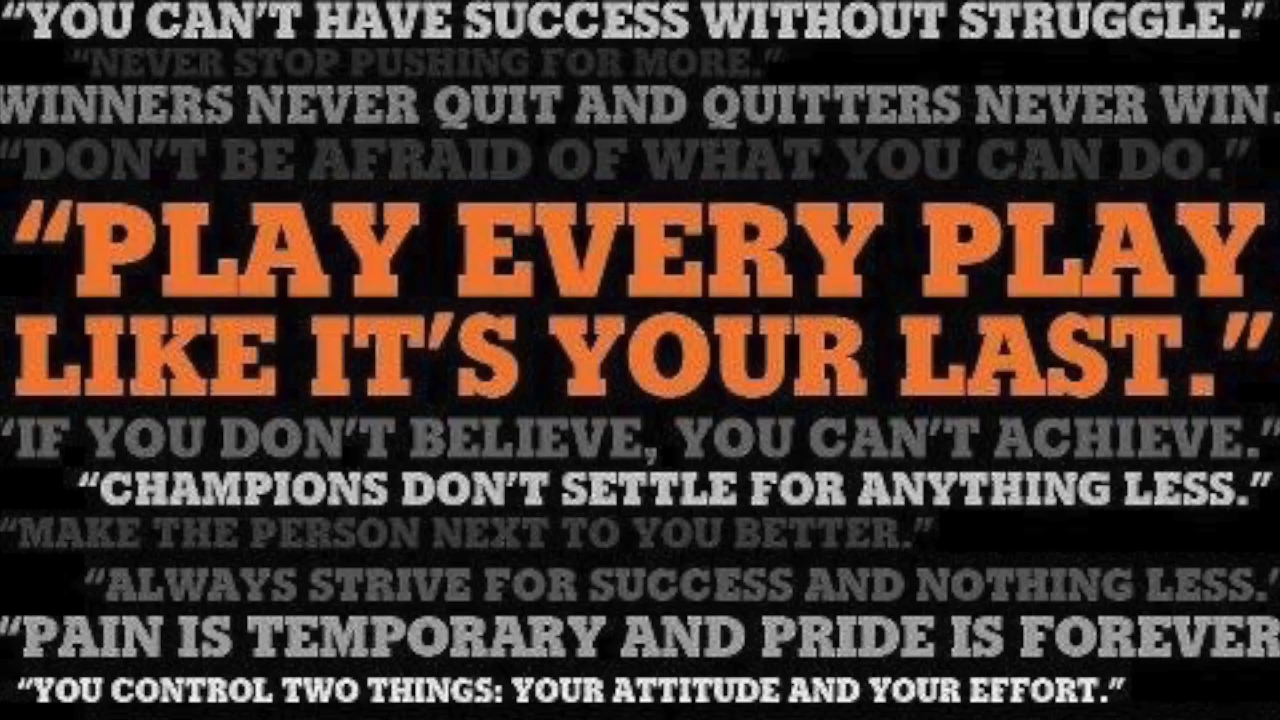 “YOU CAN’T HAVE SUCCESS WITHOUT STRUGGLE.”
“NEVER STOP PUSHING FOR MORE.”
WINNERS NEVER QUIT AND QUITTERS NEVER WIN.
“DON’T BE AFRAID OF WHAT YOU CAN DO.”
“PLAY EVERY PLAY
LIKE IT’S YOUR LAST.”
“IF YOU DON’T BELIEVE, YOU CAN’T ACHIEVE.”
“CHAMPIONS DON’T SETTLE FOR ANYTHING LESS.”
“MAKE THE PERSON NEXT TO YOU BETTER.”
“ALWAYS STRIVE FOR SUCCESS AND NOTHING LESS.”
“PAIN IS TEMPORARY AND PRIDE IS FOREVER
“YOU CONTROL TWO THINGS: YOUR ATTITUDE AND YOUR EFFORT.”